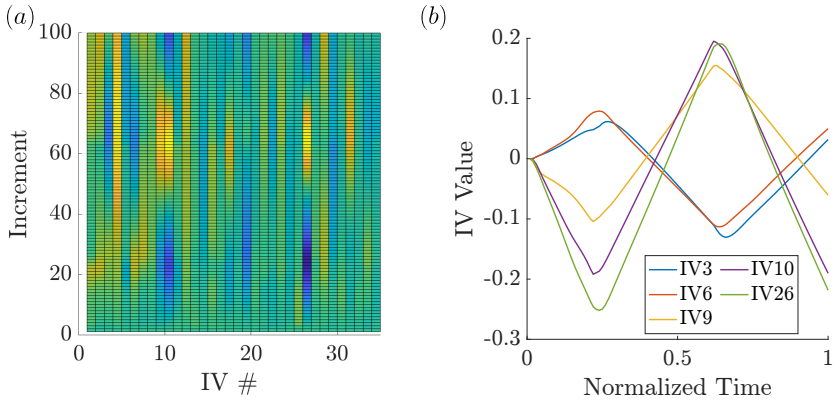 (a)
100
80
60
40
20
0
Increment
0 10 20 30
IV #
(b)
0.2
0.1
0
-0.1
-0.2
-0.3
IV Value
IV3 IV10
IV6 IV26
IV9
0 0.5 1
Normalized Time